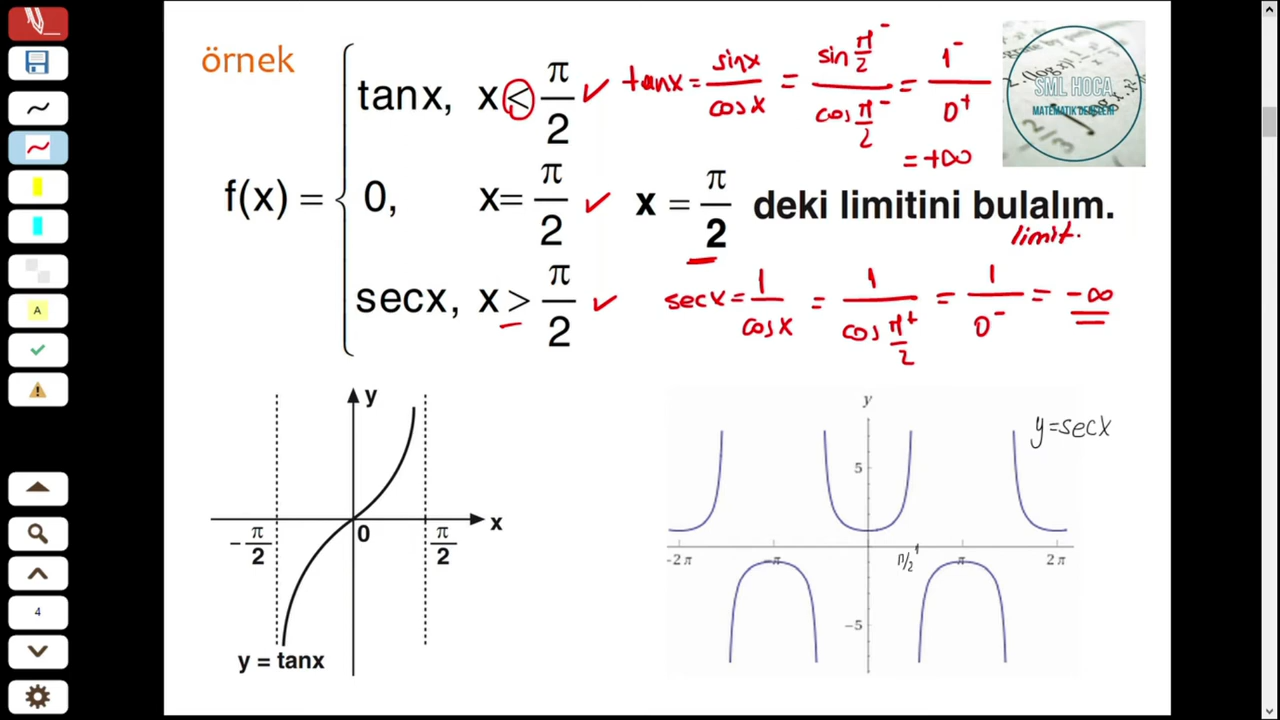 örnek
f(x) = { tanx, x < π/2 ✓ tanx = sinx/cosx = sin π/2⁻ / cos π/2⁻ = 1⁻/0⁺
= +∞
0, x= π/2 ✓ x = π/2 deki limitini bulalım.
limit.
secx, x > π/2 ✓ secx = 1/cosx = 1/cos π/2⁺ = 1/0⁻ = -∞
SML HOCA
MATEMATİK DERSLERİ
y
x
0
-π/2
π/2
y = tanx
y
y=secx
5
-2π
-π
π/2
π
2π
-5
A
4